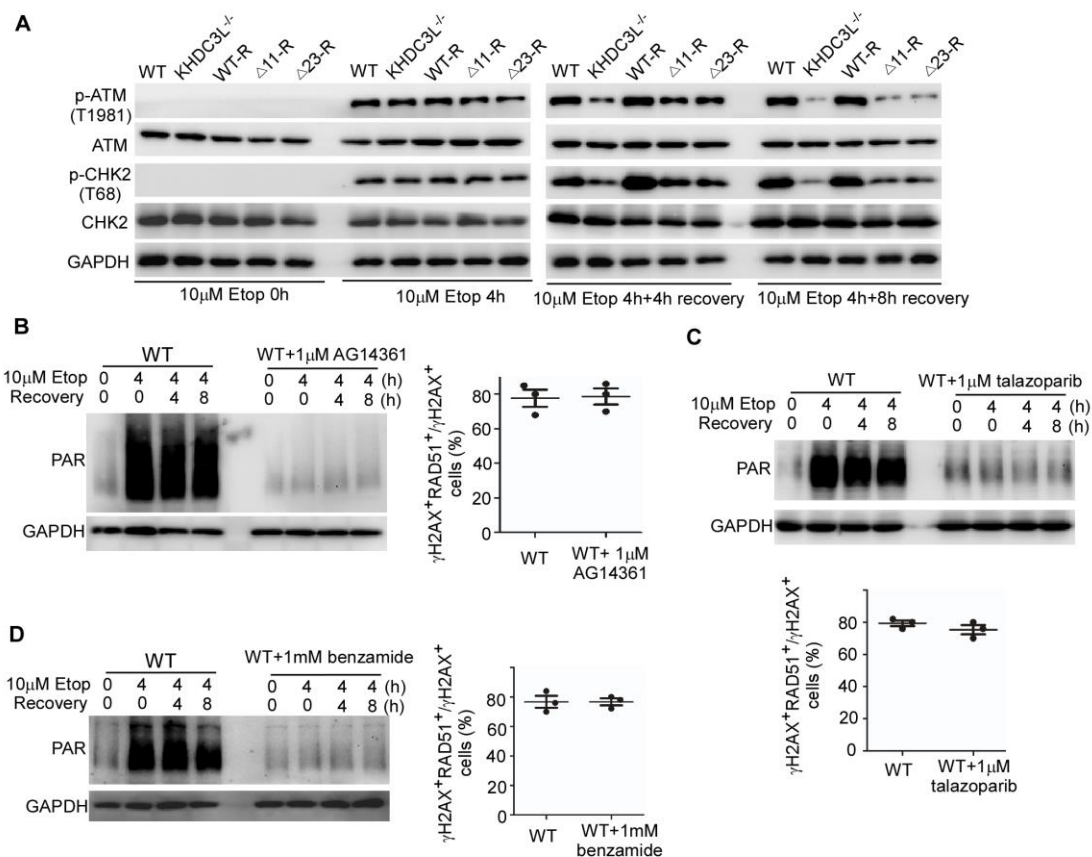 A
WT KHDC3L-/- WT-R △11-R △23-R WT KHDC3L-/- WT-R △11-R △23-R WT KHDC3L-/- WT-R △11-R △23-R WT KHDC3L-/- WT-R △11-R △23-R
p-ATM
(T1981)
ATM
p-CHK2
(T68)
CHK2
GAPDH
10μM Etop 0h 10μM Etop 4h 10μM Etop 4h+4h recovery 10μM Etop 4h+8h recovery
B
WT WT+1μM AG14361
10μM Etop 0 4 4 4 0 4 4 4 (h)
Recovery 0 0 4 8 0 0 4 8 (h)
PAR
GAPDH
γH2AX+RAD51+/γH2AX+
cells (%)
80
60
40
20
0
WT WT+ 1μM
AG14361
C
WT WT+1μM talazoparib
10μM Etop 0 4 4 4 0 4 4 4 (h)
Recovery 0 0 4 8 0 0 4 8 (h)
PAR
GAPDH
γH2AX+RAD51+/γH2AX+
cells (%)
80
60
40
20
0
WT WT+1μM
talazoparib
D
WT WT+1mM benzamide
10μM Etop 0 4 4 4 0 4 4 4 (h)
Recovery 0 0 4 8 0 0 4 8 (h)
PAR
GAPDH
γH2AX+RAD51+/γH2AX+
cells (%)
80
60
40
20
0
WT WT+1mM
benzamide